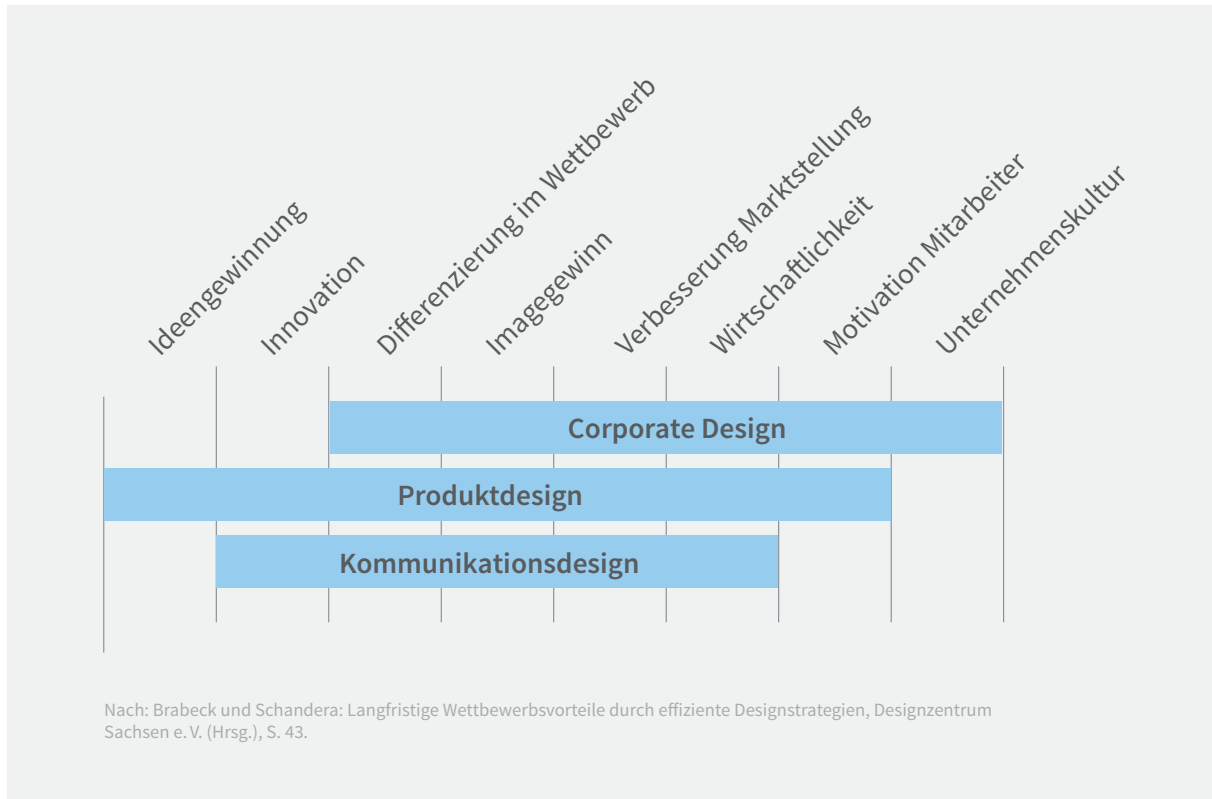 Ideengewinnung
Innovation
Differenzierung im Wettbewerb
Imagegewinn
Verbesserung Marktstellung
Wirtschaftlichkeit
Motivation Mitarbeiter
Unternehmenskultur
Corporate Design
Produktdesign
Kommunikationsdesign
Nach: Brabeck und Schandera: Langfristige Wettbewerbsvorteile durch effiziente Designstrategien, Designzentrum
Sachsen e. V. (Hrsg.), S. 43.